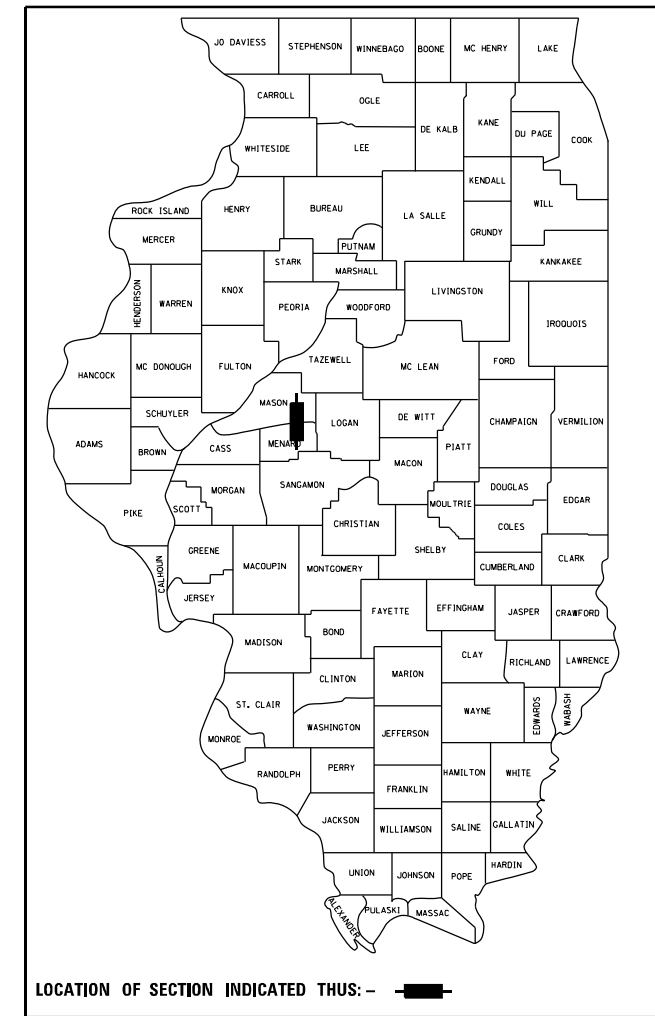 JO DAVIESS STEPHENSON WINNEBAGO BOONE MC HENRY LAKE
CARROLL OGLE DE KALB KANE DU PAGE COOK
WHITESIDE LEE
KENDALL WILL
ROCK ISLAND HENRY BUREAU LA SALLE GRUNDY
MERCER PUTNAM
STARK MARSHALL KANKAKEE
HENDERSON WARREN KNOX PEORIA WOODFORD LIVINGSTON
IROQUOIS
HANCOCK MC DONOUGH FULTON TAZEWELL MC LEAN FORD
SCHUYLER MASON LOGAN DE WITT CHAMPAIGN VERMILION
ADAMS BROWN CASS MENARD PIATT
MACON
MORGAN SANGAMON DOUGLAS EDGAR
PIKE SCOTT CHRISTIAN MOULTRIE COLES
GREENE MACOUPIN MONTGOMERY SHELBY CUMBERLAND CLARK
CALHOUN JERSEY
FAYETTE EFFINGHAM JASPER CRAWFORD
MADISON BOND
CLAY RICHLAND LAWRENCE
CLINTON MARION
ST. CLAIR WAYNE EDWARDS WABASH
WASHINGTON JEFFERSON
MONROE
RANDOLPH PERRY HAMILTON WHITE
FRANKLIN
JACKSON WILLIAMSON SALINE GALLATIN
UNION JOHNSON POPE HARDIN
ALEXANDER PULASKI MASSAC
LOCATION OF SECTION INDICATED THUS: -